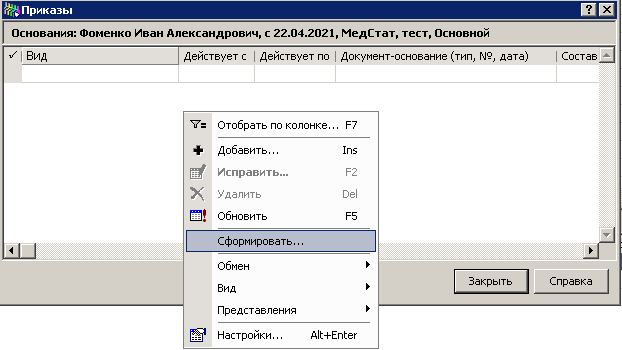 Приказы
Основания: Фоменко Иван Александрович, с 22.04.2021, МедСтат, тест, Основной
Вид Действует с Действует по Документ-основание (тип, №, дата) Состав
Отобрать по колонке... F7
Добавить... Ins
Исправить... F2
Удалить Del
Обновить F5
Сформировать...
Обмен
Вид
Представления
Настройки... Alt+Enter
Закрыть Справка